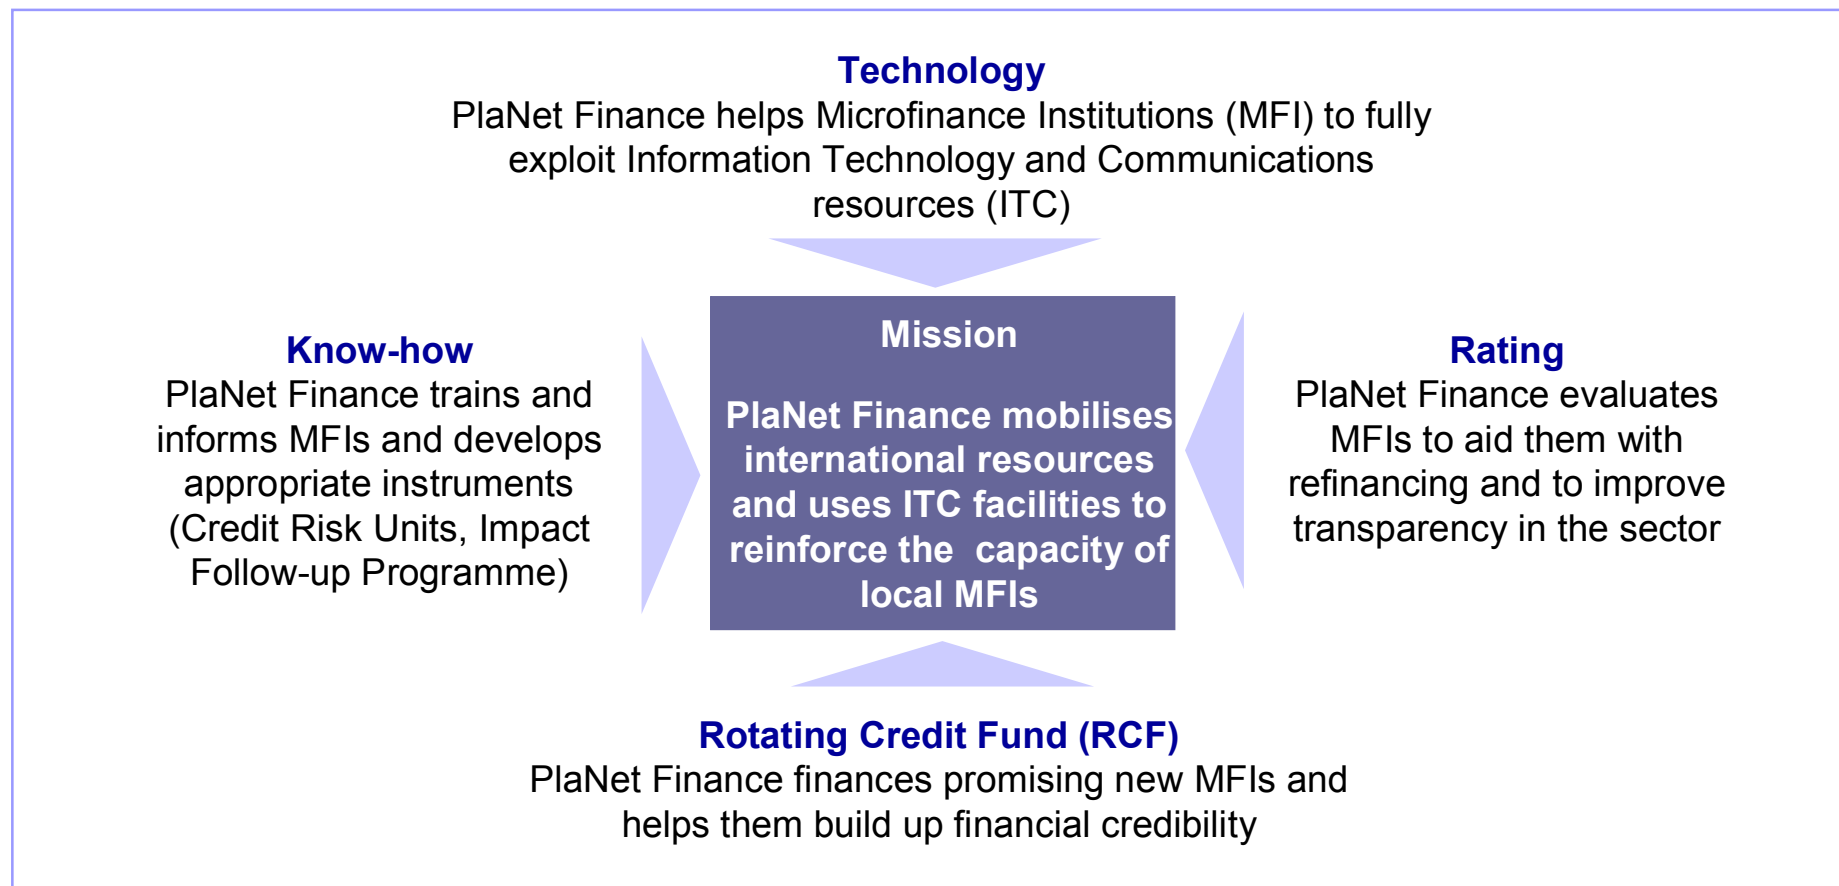 Technology
PlaNet Finance helps Microfinance Institutions (MFI) to fully
exploit Information Technology and Communications
resources (ITC)
Know-how
PlaNet Finance trains and
informs MFIs and develops
appropriate instruments
(Credit Risk Units, Impact
Follow-up Programme)
Mission
PlaNet Finance mobilises
international resources
and uses ITC facilities to
reinforce the  capacity of
local MFIs
Rating
PlaNet Finance evaluates
MFIs to aid them with
refinancing and to improve
transparency in the sector
Rotating Credit Fund (RCF)
PlaNet Finance finances promising new MFIs and
helps them build up financial credibility